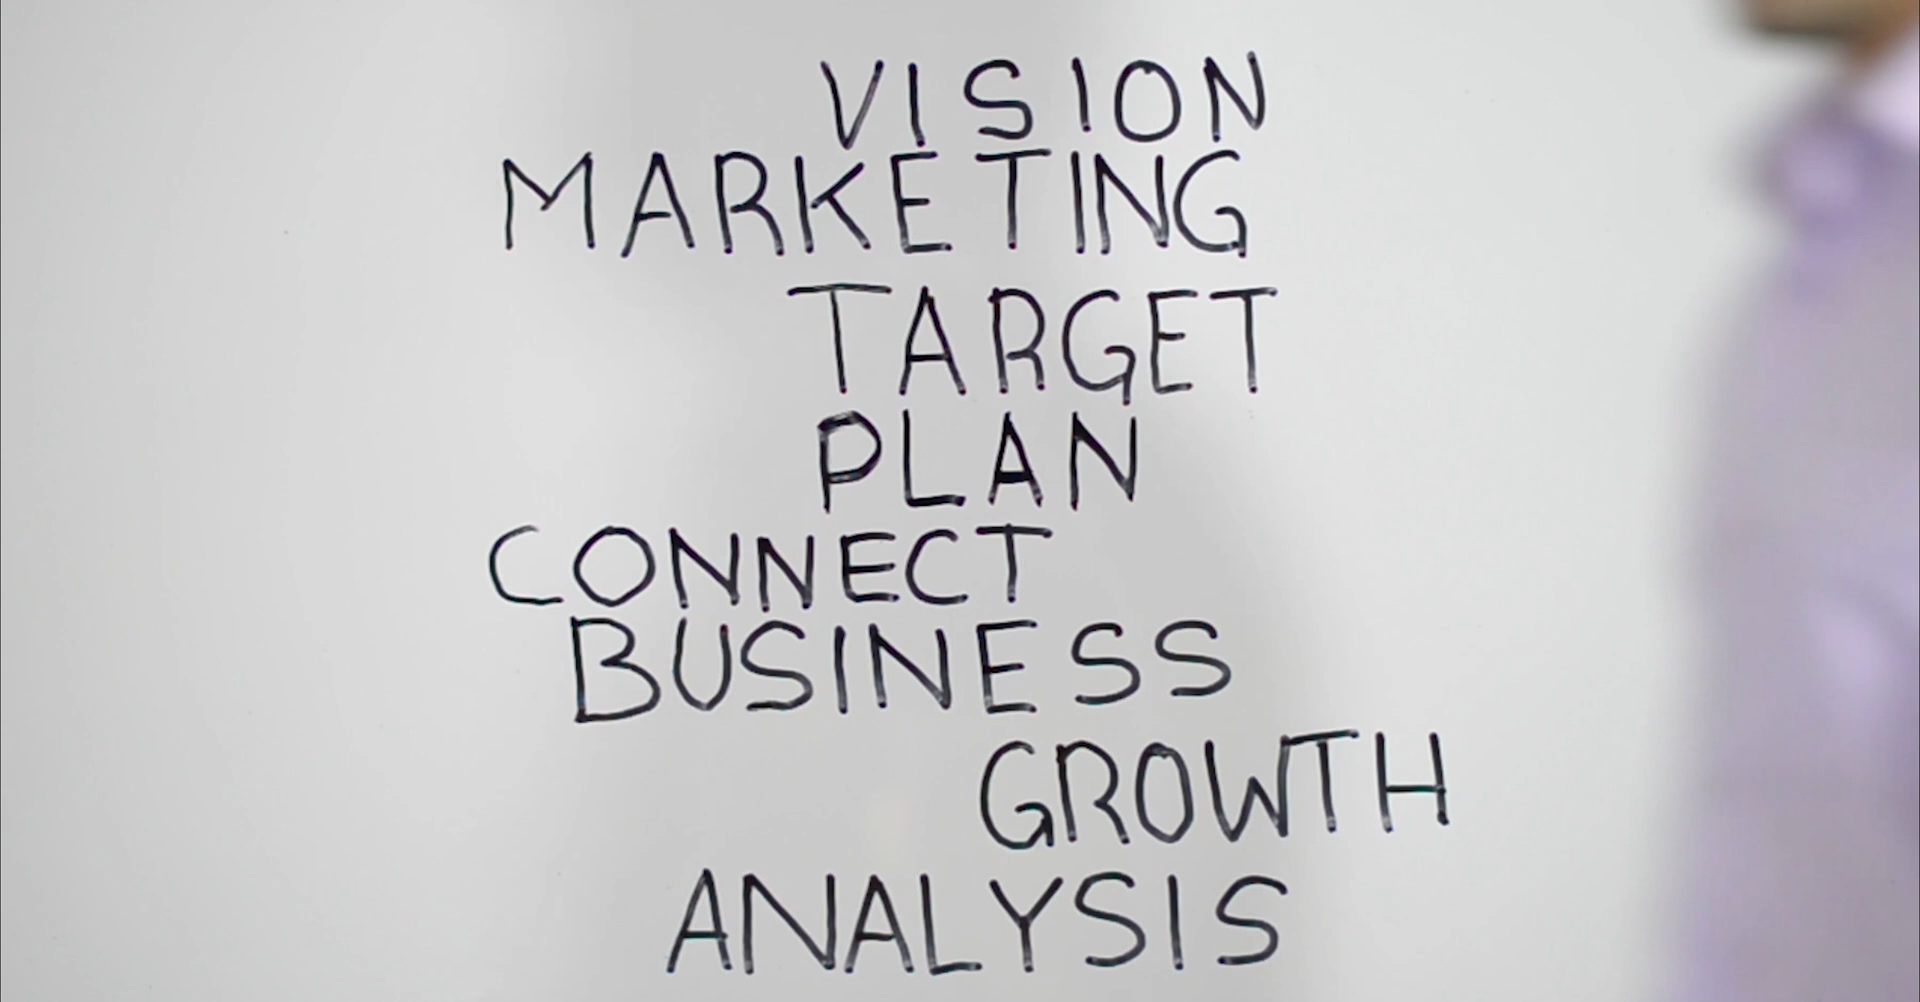 VISION
MARKETING
TARGET
PLAN
CONNECT
BUSINESS
GROWTH
ANALYSIS